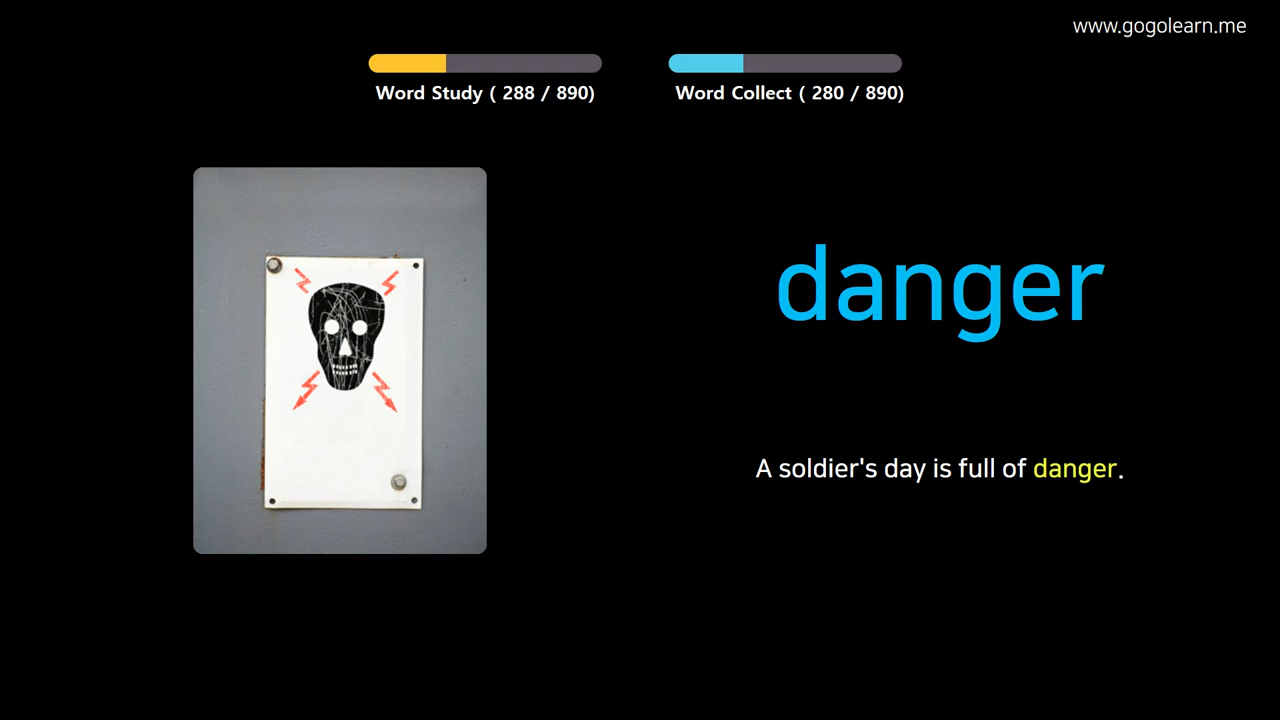 www.gogolearn.me
Word Study ( 288 / 890)
Word Collect ( 280 / 890)
danger
A soldier's day is full of danger.